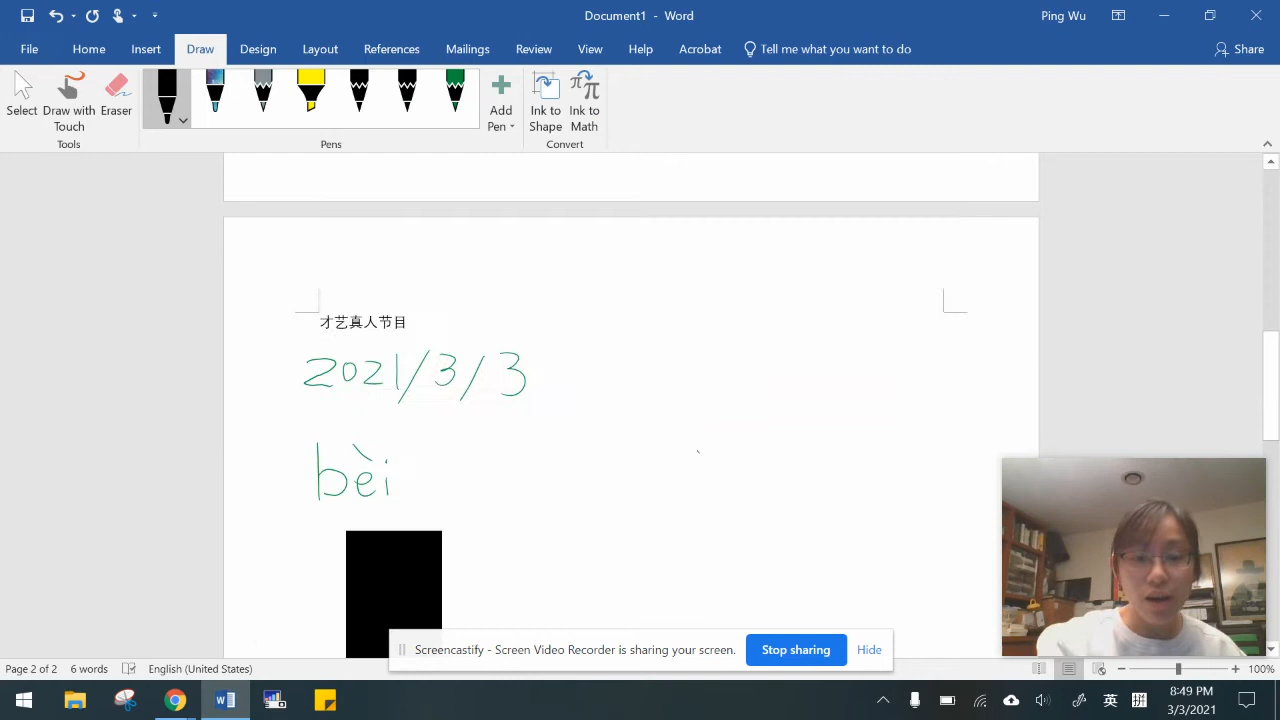 Document1 - Word
Ping Wu
File Home Insert Draw Design Layout References Mailings Review View Help Acrobat Tell me what you want to do Share
Select
Draw with Touch
Eraser
Add Pen
Ink to Shape
Ink to Math
Tools
Pens
Convert
才艺真人节目
2021/3/3
bèi
Screencastify - Screen Video Recorder is sharing your screen. Stop sharing Hide
Page 2 of 2 6 words English (United States) 100%
W 英 拼 8:49 PM
3/3/2021